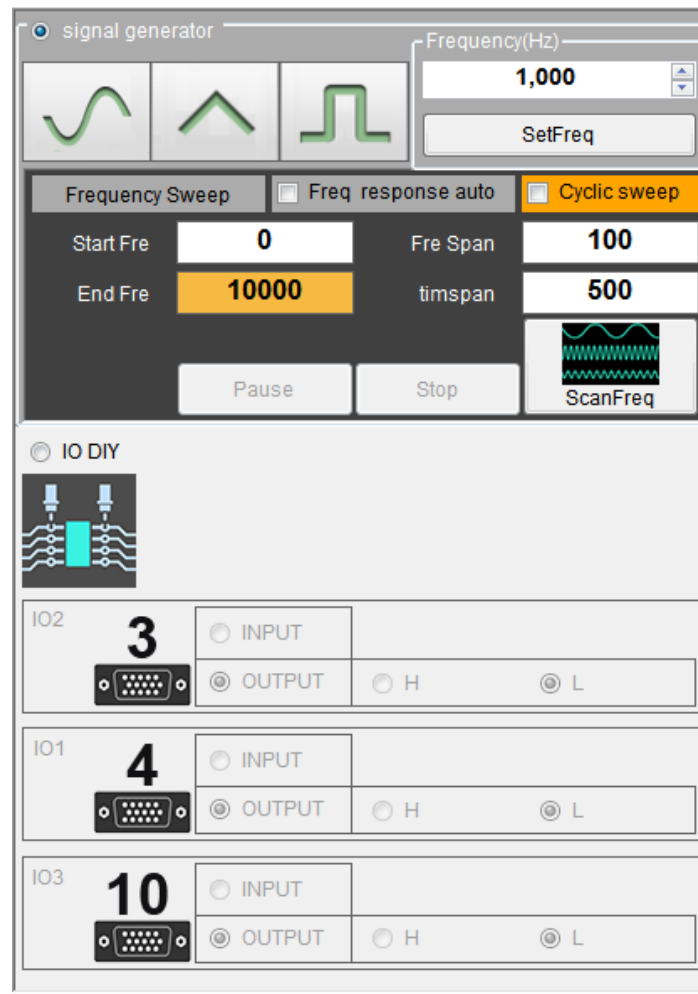 signal generator
Frequency(Hz)
1,000
SetFreq
Frequency Sweep
Freq response auto
Cyclic sweep
Start Fre
0
Fre Span
100
End Fre
10000
timspan
500
Pause
Stop
ScanFreq
IO DIY
IO2
3
INPUT
OUTPUT
H
L
IO1
4
INPUT
OUTPUT
H
L
IO3
10
INPUT
OUTPUT
H
L